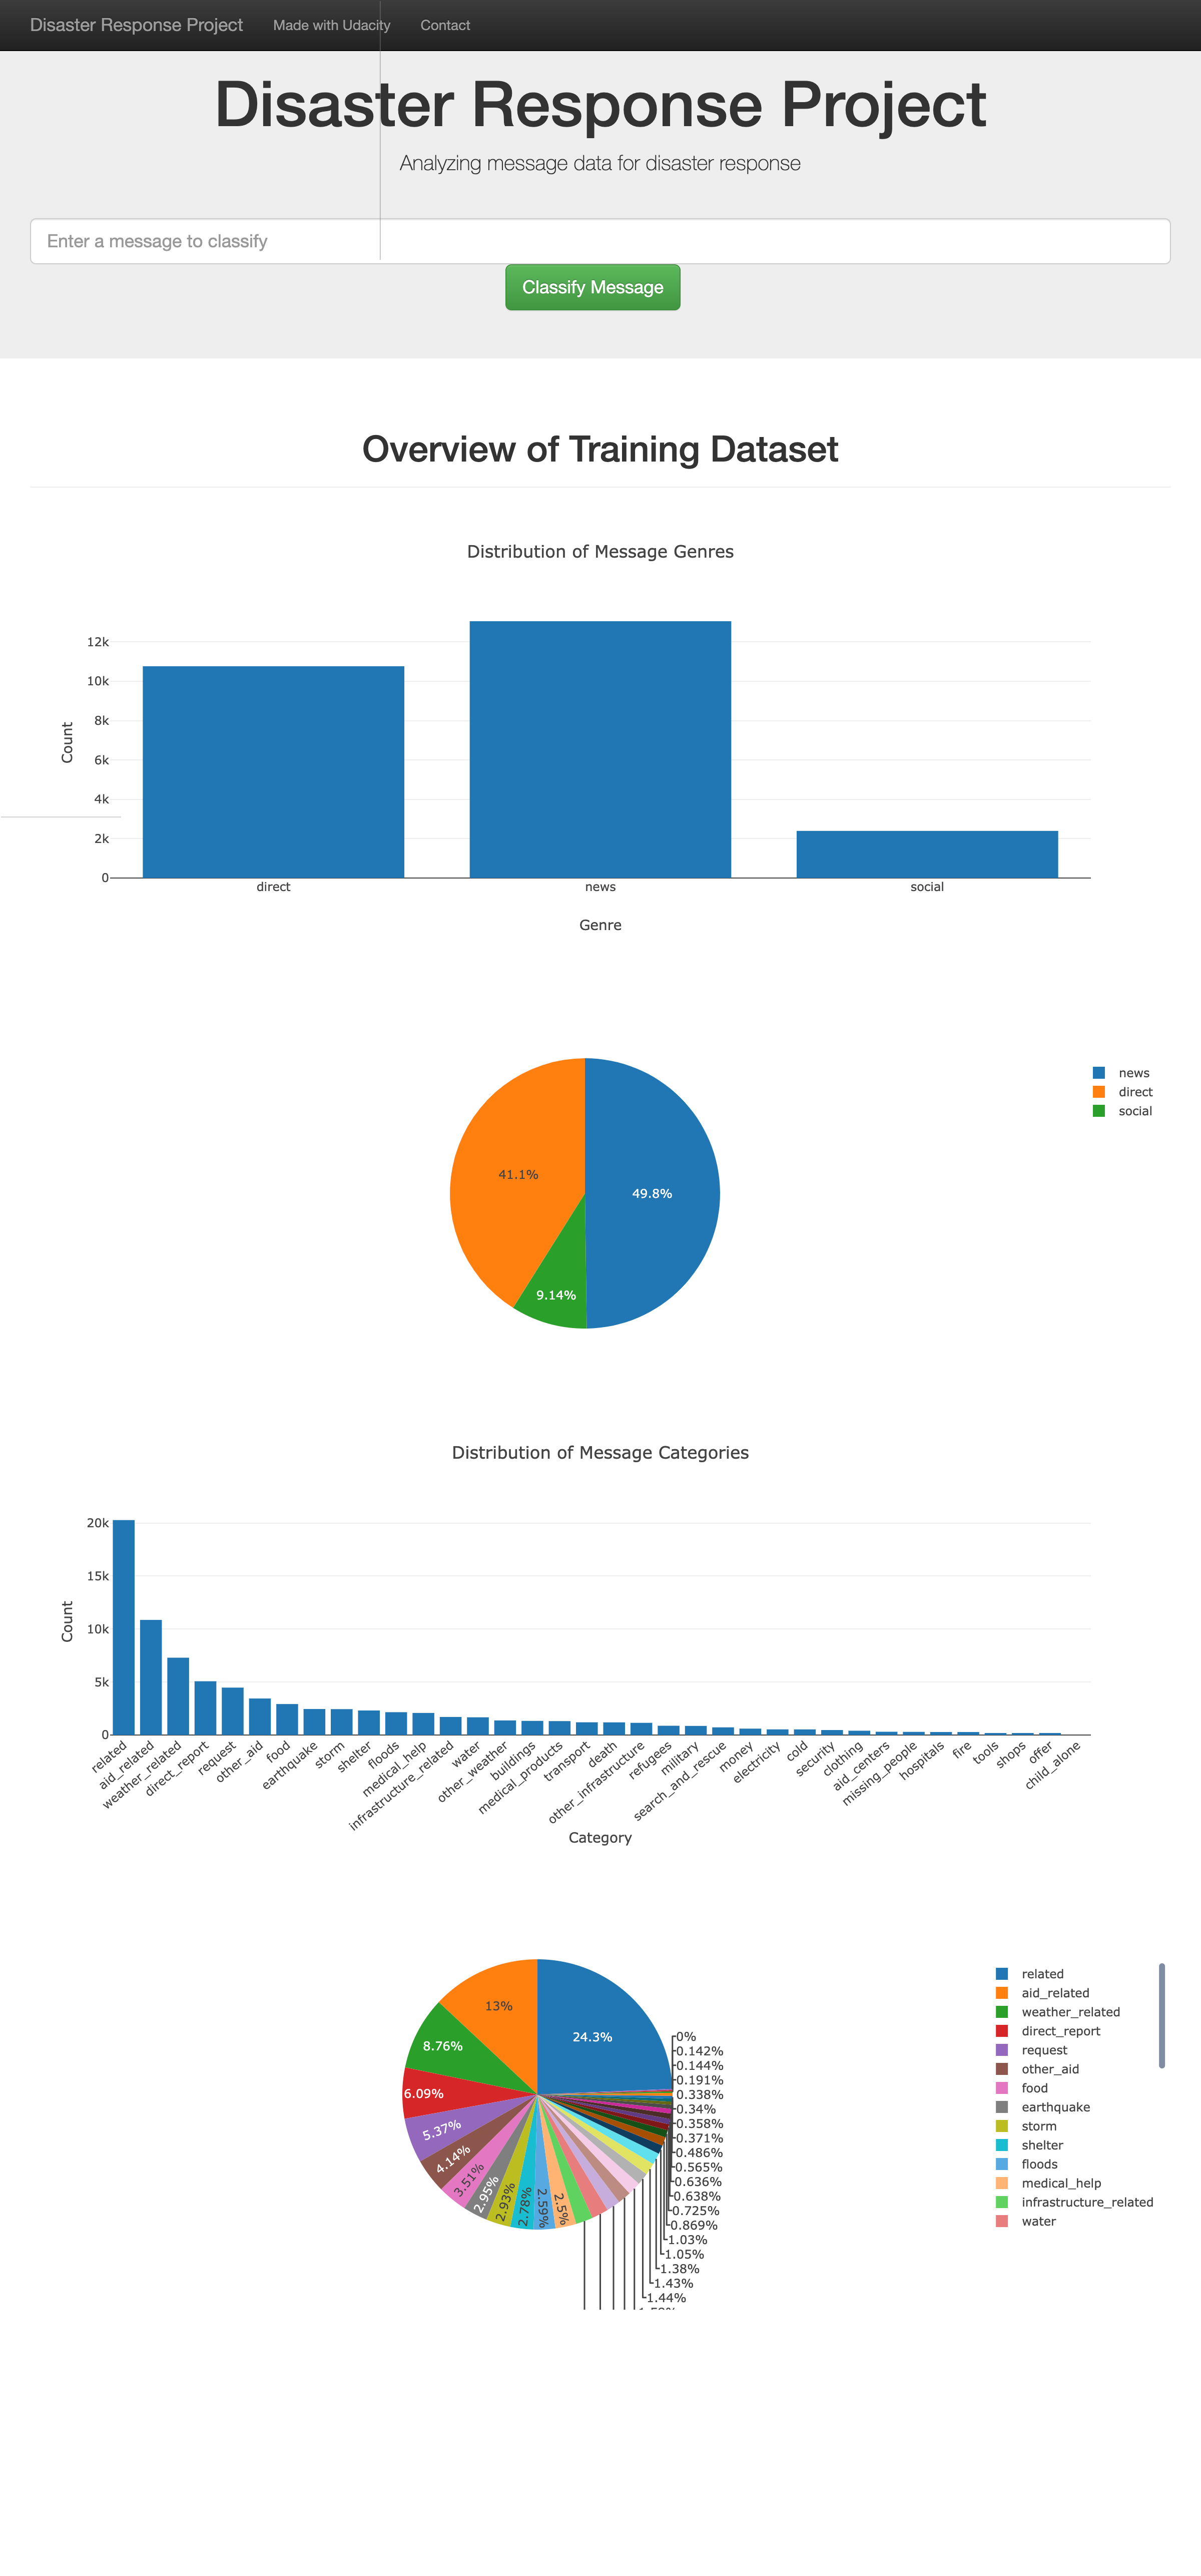 Disaster Response Project Made with Udacity Contact
Disaster Response Project
Analyzing message data for disaster response
Enter a message to classify
Classify Message
Overview of Training Dataset
Distribution of Message Genres
12k
10k
8k
6k
4k
2k
0
Count
direct news social
Genre
news
direct
social
41.1%
49.8%
9.14%
Distribution of Message Categories
20k
15k
10k
5k
0
Count
related
aid_related
weather_related
direct_report
request
other_aid
food
earthquake
storm
shelter
floods
medical_help
infrastructure_related
water
other_weather
buildings
medical_products
transport
death
other_infrastructure
refugees
military
search_and_rescue
money
electricity
cold
security
clothing
aid_centers
missing_people
hospitals
fire
tools
shops
offer
child_alone
Category
13%
24.3%
8.76%
6.09%
5.37%
4.14%
3.51%
2.95%
2.93%
2.78%
2.59%
2.5%
0%
0.142%
0.144%
0.191%
0.338%
0.34%
0.358%
0.371%
0.486%
0.565%
0.636%
0.638%
0.725%
0.869%
1.03%
1.05%
1.38%
1.43%
1.44%
related
aid_related
weather_related
direct_report
request
other_aid
food
earthquake
storm
shelter
floods
medical_help
infrastructure_related
water